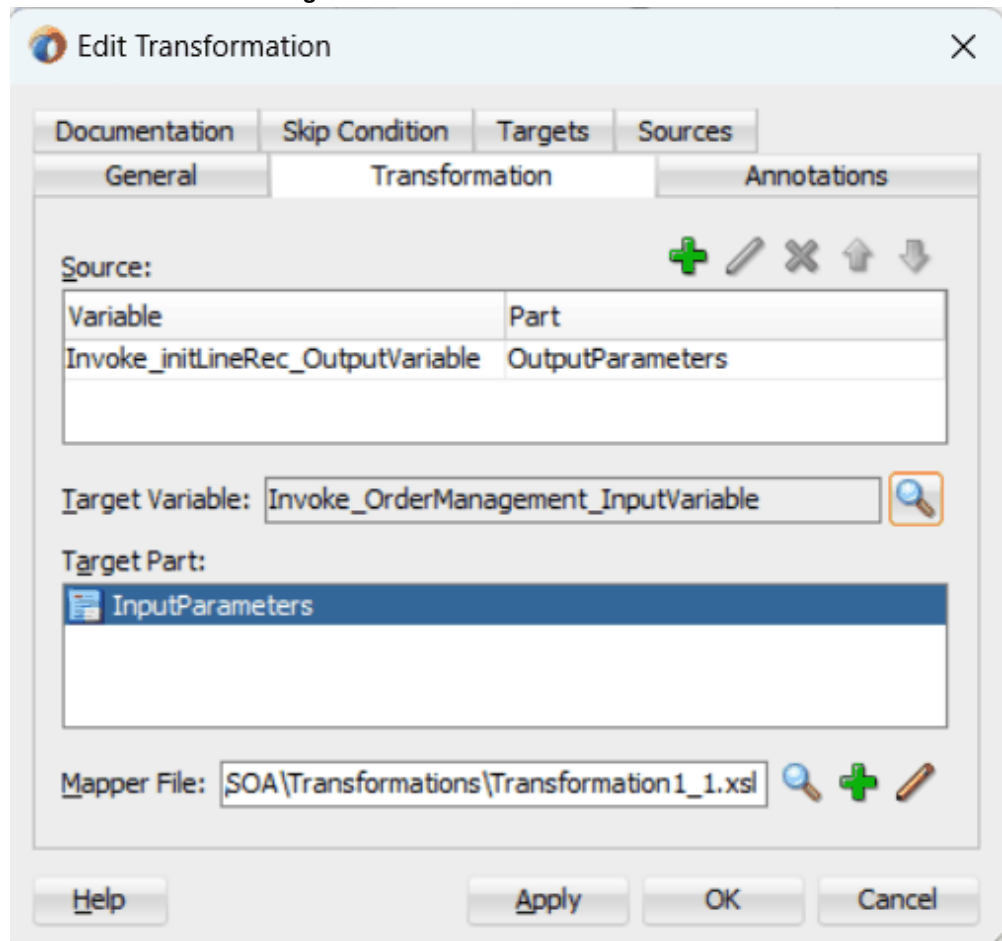 Edit Transformation
Documentation Skip Condition Targets Sources
General Transformation Annotations
Source:
Variable Part
Invoke_initLineRec_OutputVariable OutputParameters
Target Variable: Invoke_OrderManagement_InputVariable
Target Part:
InputParameters
Mapper File: SOA\Transformations\Transformation1_1.xsl
Help Apply OK Cancel